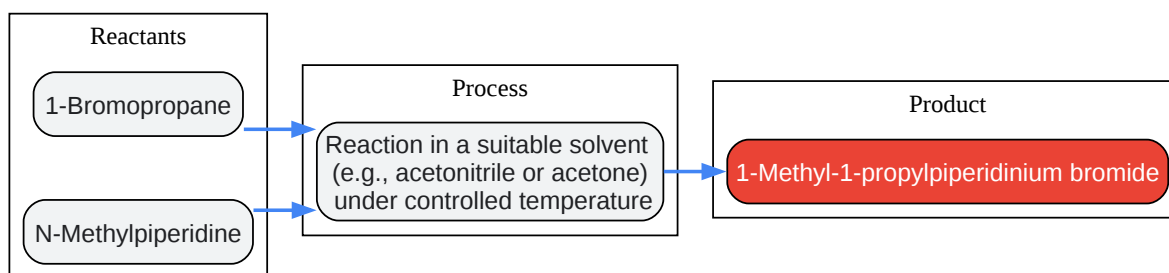 Reactants
1-Bromopropane
N-Methylpiperidine
Process
Reaction in a suitable solvent
(e.g., acetonitrile or acetone)
under controlled temperature
Product
1-Methyl-1-propylpiperidinium bromide